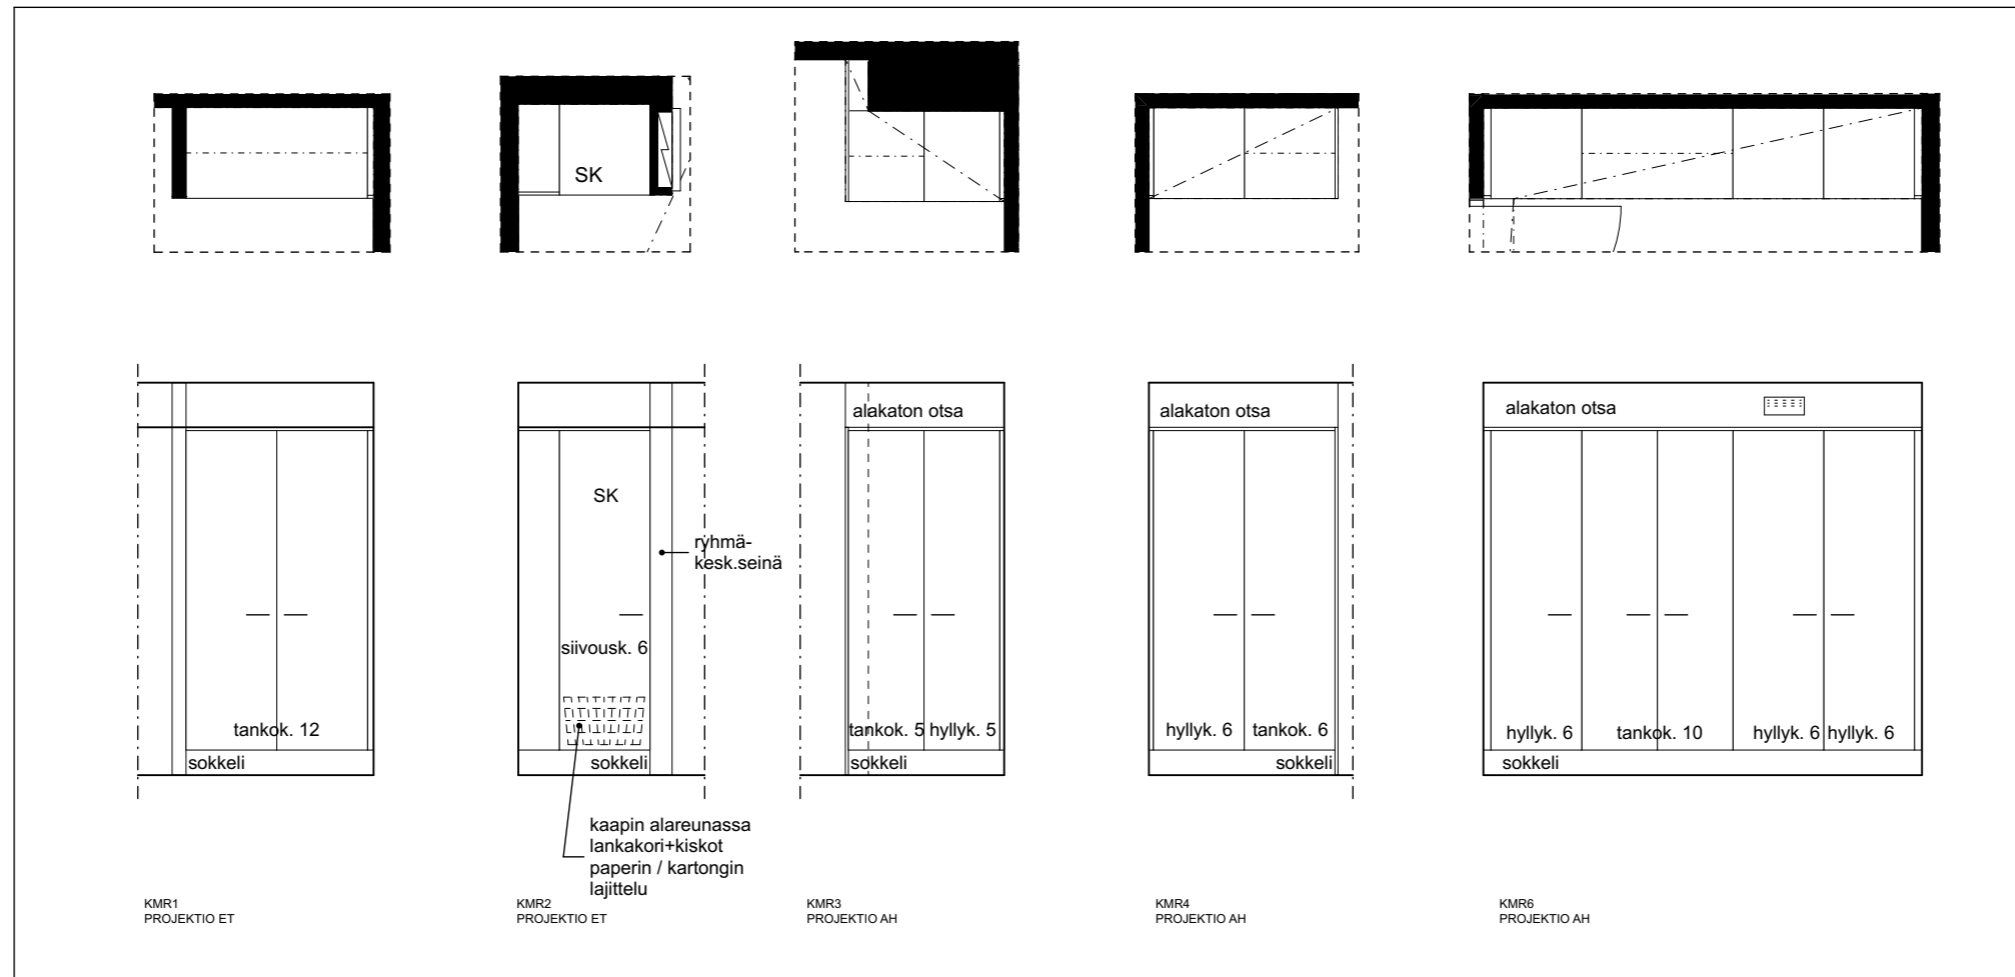 SK
alakaton otsa
alakaton otsa
alakaton otsa
SK
ryhmä-
kesk.seinä
siivousk. 6
tankok. 12
tankok. 5 hyllyk. 5
hyllyk. 6 tankok. 6
hyllyk. 6 tankok. 10 hyllyk. 6 hyllyk. 6
sokkeli
sokkeli
sokkeli
sokkeli
sokkeli
kaapin alareunassa
lankakori+kiskot
paperin / kartongin
lajittelu
KMR1
PROJEKTIO ET
KMR2
PROJEKTIO ET
KMR3
PROJEKTIO AH
KMR4
PROJEKTIO AH
KMR6
PROJEKTIO AH